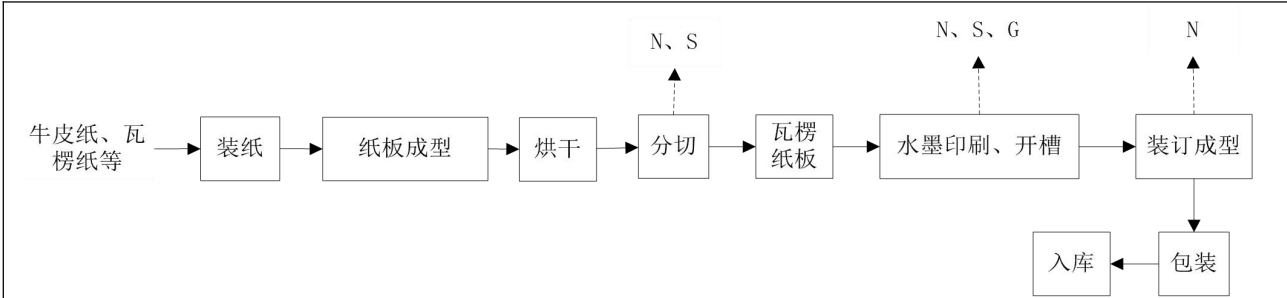 N、S
N、S、G
N
牛皮纸、瓦
楞纸等
装纸
纸板成型
烘干
分切
瓦楞
纸板
水墨印刷、开槽
装订成型
入库
包装